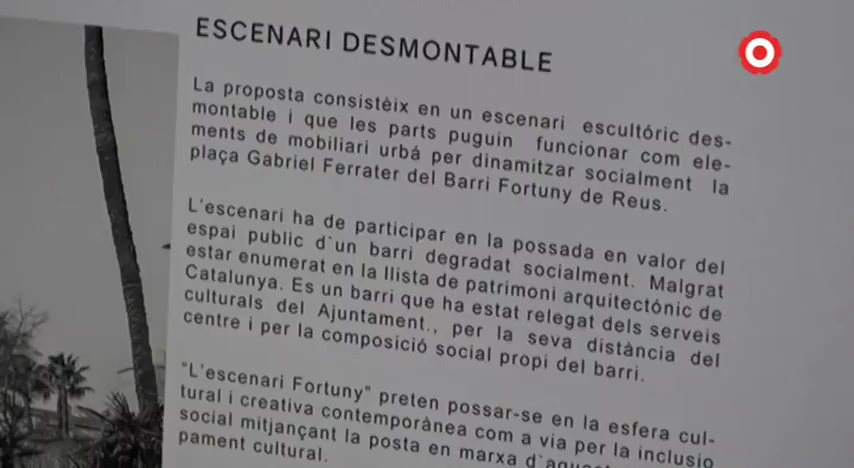 ESCENARI DESMONTABLE
La proposta consistèix en un escenari escultóric des-
montable i que les parts puguin funcionar com ele-
ments de mobiliari urbá per dinamitzar socialment la
plaça Gabriel Ferrater del Barri Fortuny de Reus.
L'escenari ha de participar en la possada en valor del
espai public d`un barri degradat socialment. Malgrat
estar enumerat en la llista de patrimoni arquitectónic de
Catalunya. Es un barri que ha estat relegat dels serveis
culturals del Ajuntament., per la seva distància del
centre i per la composició social propi del barri.
"L'escenari Fortuny" preten possar-se en la esfera cul-
tural i creativa contemporànea com a via per la inclusio
social mitjançant la posta en marxa
pament cultural.